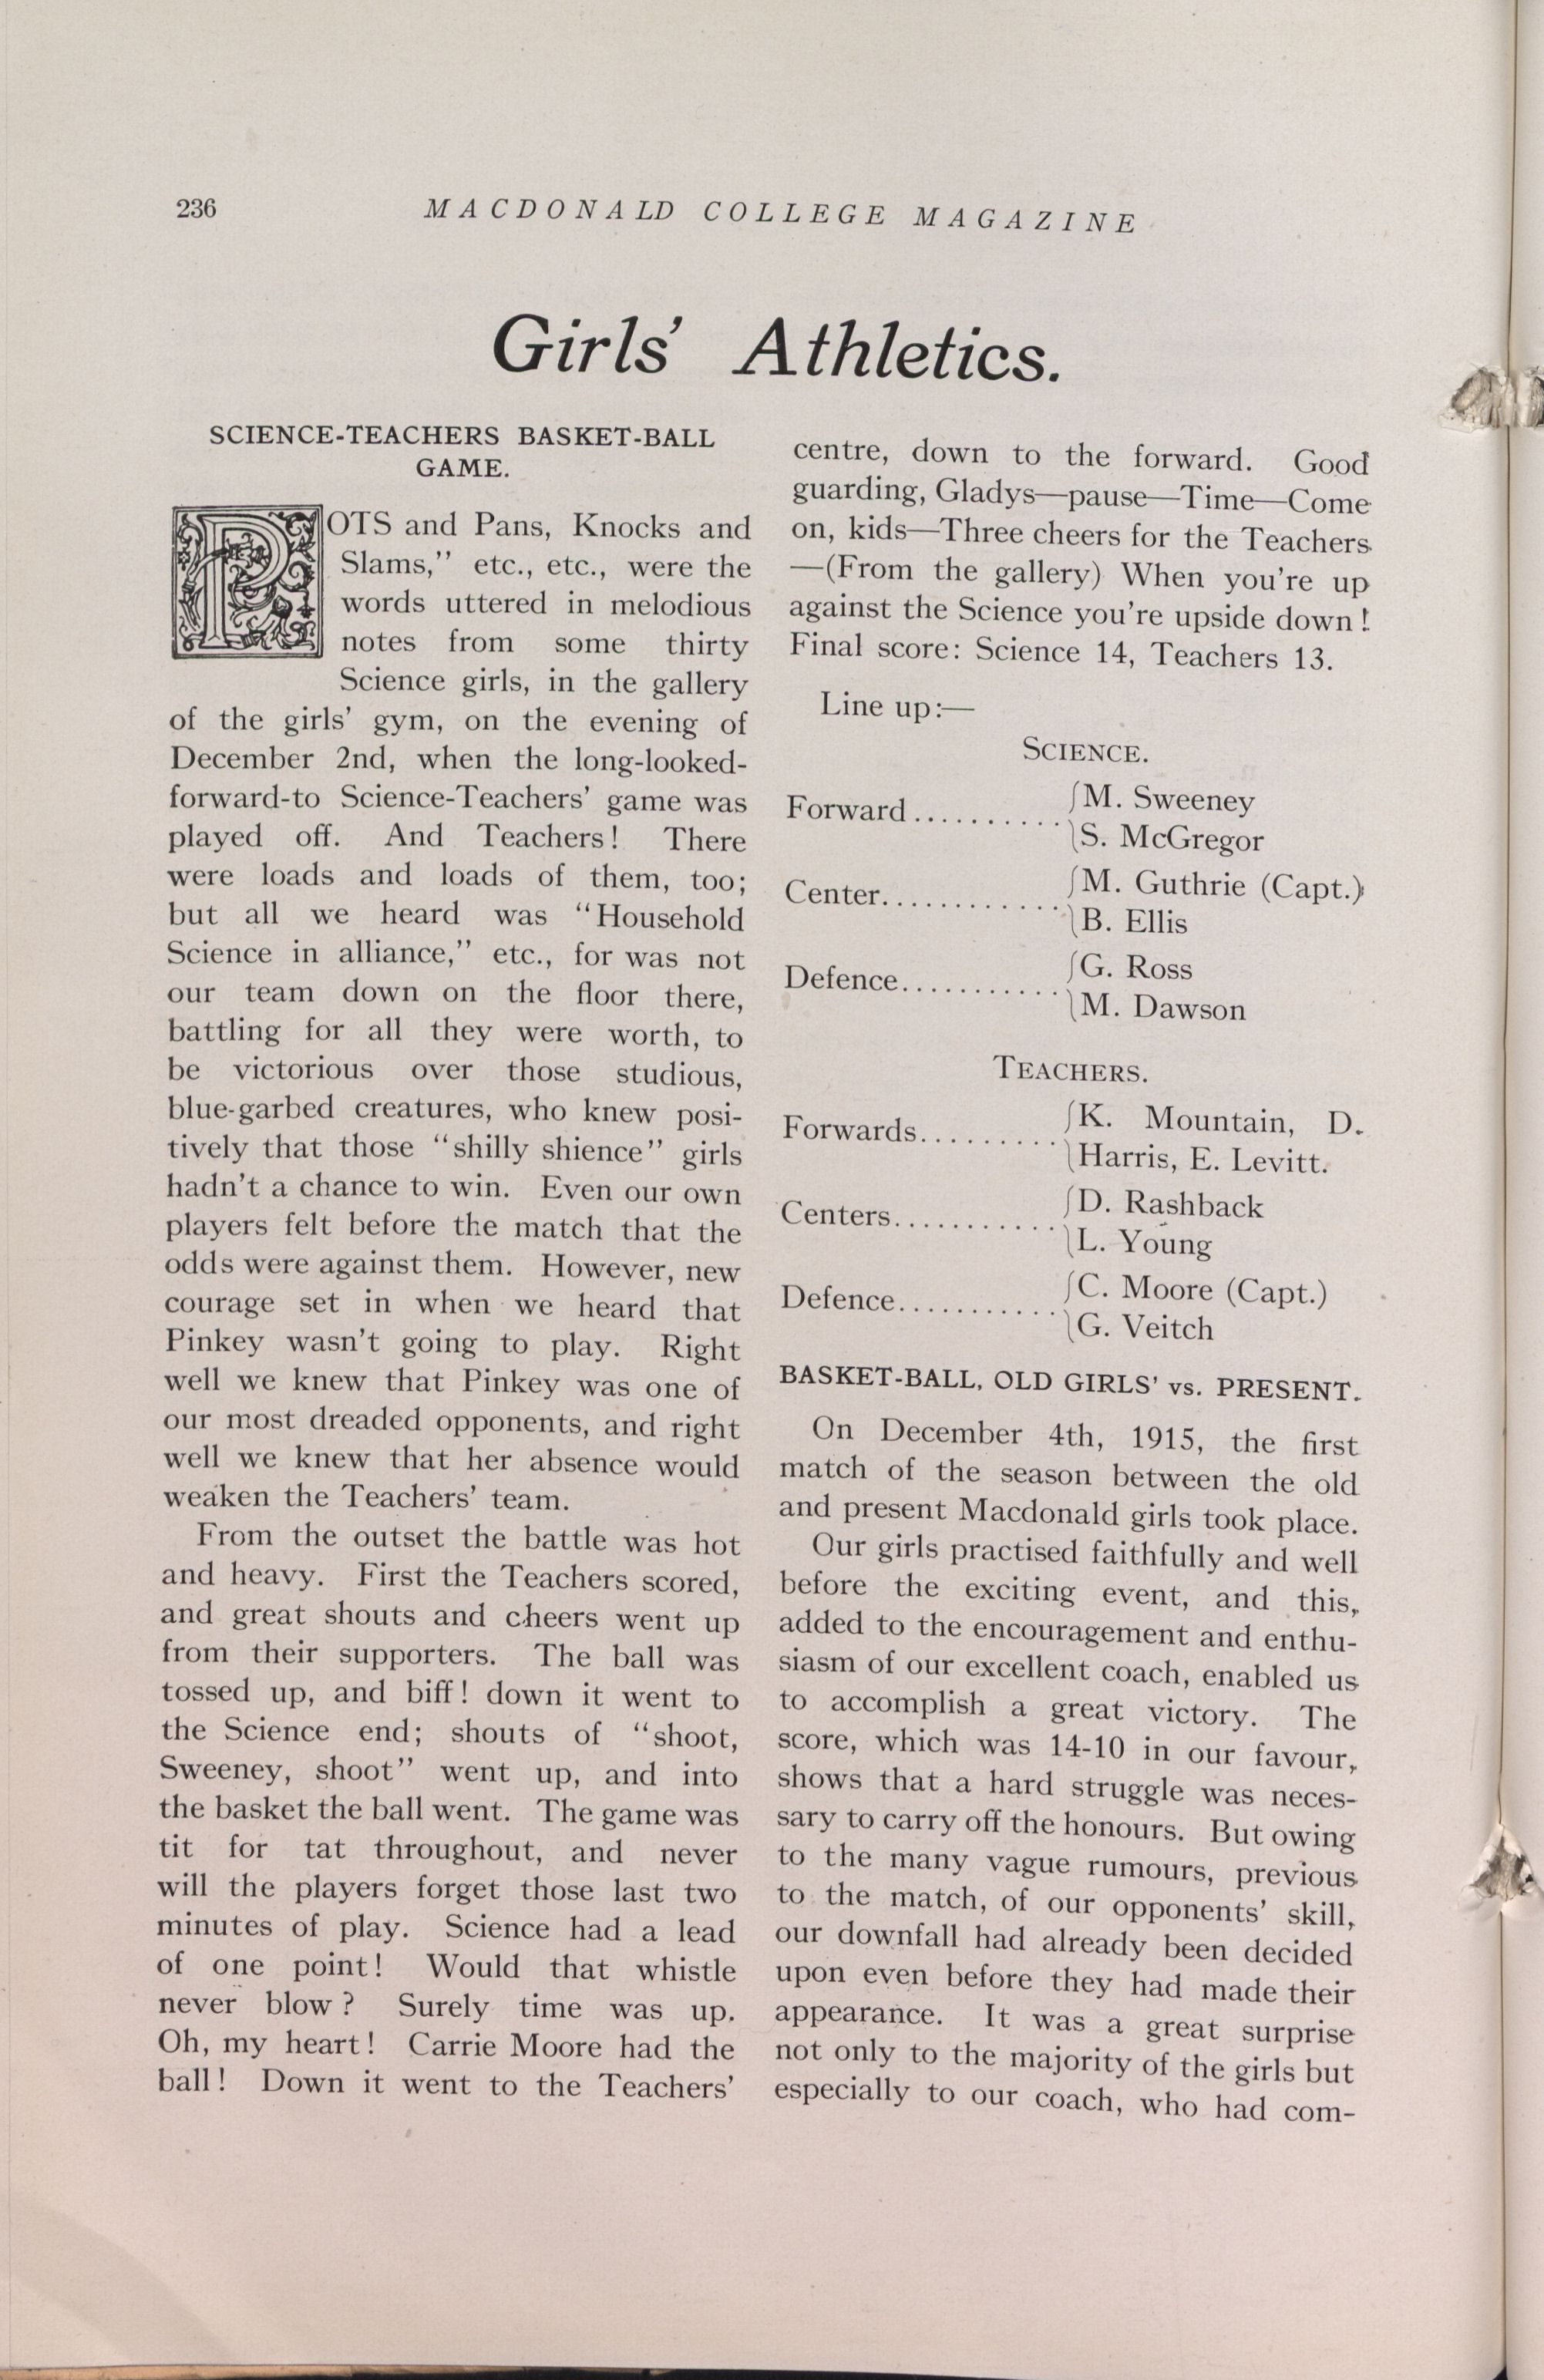 236
MACDONALD COLLEGE MAGAZINE
Girls' Athletics.
SCIENCE-TEACHERS BASKET-BALL
GAME.
POTS and Pans, Knocks and
Slams,” etc., etc., were the
words uttered in melodious
notes from some thirty
Science girls, in the gallery
of the girls' gym, on the evening of
December 2nd, when the long-looked-
forward-to Science-Teachers' game was
played off. And Teachers! There
were loads and loads of them, too;
but all we heard was “Household
Science in alliance,” etc., for was not
our team down on the floor there,
battling for all they were worth, to
be victorious over those studious,
blue-garbed creatures, who knew posi-
tively that those “shilly shience” girls
hadn't a chance to win. Even our own
players felt before the match that the
odds were against them. However, new
courage set in when we heard that
Pinkey wasn't going to play. Right
well we knew that Pinkey was one of
our most dreaded opponents, and right
well we knew that her absence would
weaken the Teachers' team.
From the outset the battle was hot
and heavy. First the Teachers scored,
and great shouts and cheers went up
from their supporters. The ball was
tossed up, and biff! down it went to
the Science end; shouts of “shoot,
Sweeney, shoot” went up, and into
the basket the ball went. The game was
tit for tat throughout, and never
will the players forget those last two
minutes of play. Science had a lead
of one point! Would that whistle
never blow? Surely time was up.
Oh, my heart! Carrie Moore had the
ball! Down it went to the Teachers'
centre, down to the forward. Good
guarding, Gladys—pause—Time—Come
on, kids—Three cheers for the Teachers
—(From the gallery) When you're up
against the Science you're upside down!
Final score: Science 14, Teachers 13.
Line up:—
SCIENCE.
Forward.......... {M. Sweeney
S. McGregor
Center............ {M. Guthrie (Capt.)
B. Ellis
Defence........... {G. Ross
M. Dawson
TEACHERS.
Forwards......... {K. Mountain, D.
Harris, E. Levitt.
Centers........... {D. Rashback
L. Young
Defence........... {C. Moore (Capt.)
G. Veitch
BASKET-BALL, OLD GIRLS' vs. PRESENT.
On December 4th, 1915, the first
match of the season between the old
and present Macdonald girls took place.
Our girls practised faithfully and well
before the exciting event, and this,
added to the encouragement and enthu-
siasm of our excellent coach, enabled us
to accomplish a great victory. The
score, which was 14-10 in our favour,
shows that a hard struggle was neces-
sary to carry off the honours. But owing
to the many vague rumours, previous
to the match, of our opponents' skill,
our downfall had already been decided
upon even before they had made their
appearance. It was a great surprise
not only to the majority of the girls but
especially to our coach, who had com-